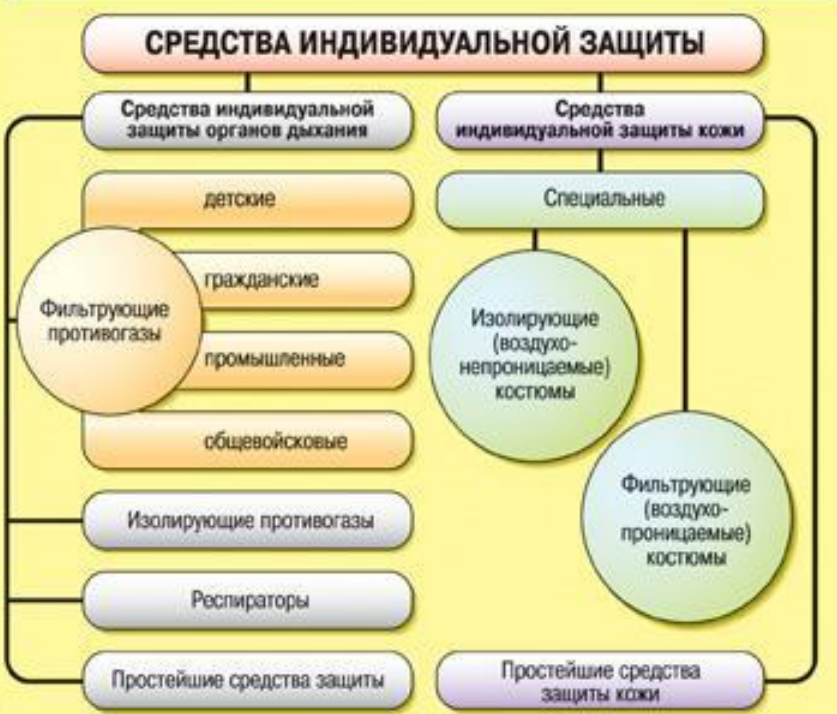 СРЕДСТВА ИНДИВИДУАЛЬНОЙ ЗАЩИТЫ
Средства индивидуальной
защиты органов дыхания
детские
гражданские
Фильтрующие
противогазы
промышленные
общевойсковые
Изолирующие противогазы
Респираторы
Простейшие средства защиты
Средства
индивидуальной защиты кожи
Специальные
Изолирующие
(воздухо-
непроницаемые)
костюмы
Фильтрующие
(воздухо-
проницаемые)
костюмы
Простейшие средства
защиты кожи